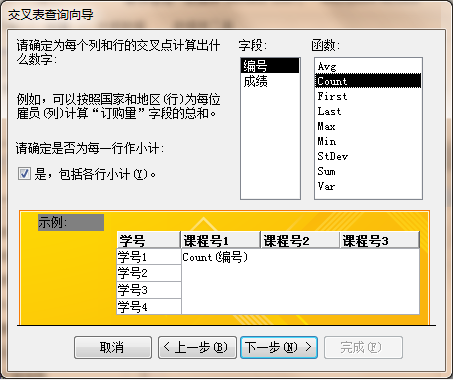 交叉表查询向导
请确定为每个列和行的交叉点计算出什
么数字:
例如，可以按照国家和地区(行)为每位
雇员(列)计算“订购量”字段的总和。
请确定是否为每一行作小计:
是，包括各行小计(Y)。
字段:
编号
成绩
函数:
Avg
Count
First
Last
Max
Min
StDev
Sum
Var
示例:
学号 课程号1 课程号2 课程号3
学号1 Count(编号)
学号2
学号3
学号4
取消 < 上一步(B) 下一步(N) > 完成(F)